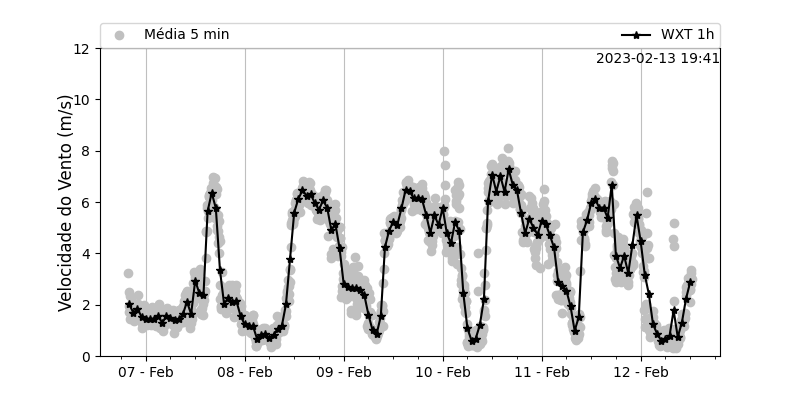 Média 5 min
WXT 1h
2023-02-13 19:41
Velocidade do Vento (m/s)
12
10
8
6
4
2
0
07 - Feb
08 - Feb
09 - Feb
10 - Feb
11 - Feb
12 - Feb